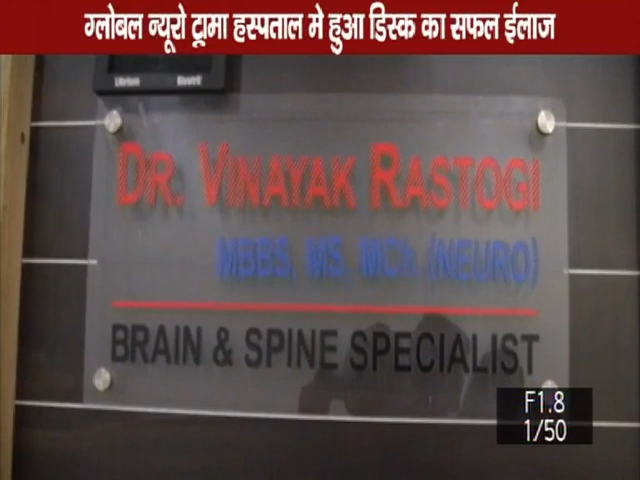 ग्लोबल न्यूरो ट्रामा हस्पताल मे हुआ डिस्क का सफल ईलाज
DR. VINAYAK RASTOGI
MBBS, MS, MCh. (NEURO)
BRAIN & SPINE SPECIALIST
F1.8
1/50